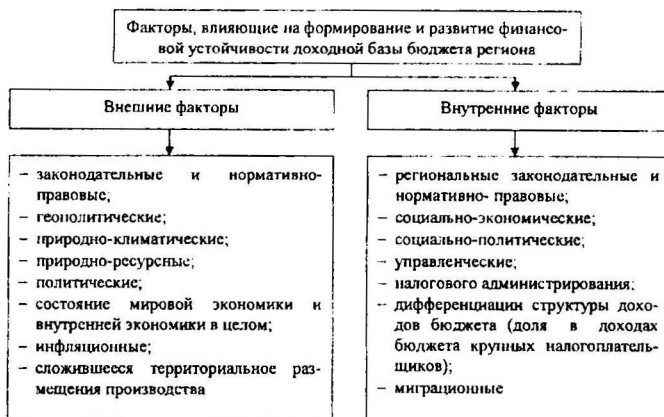 Факторы, влияющие на формирование и развитие финансо-
вой устойчивости доходной базы бюджета региона
Внешние факторы
– законодательные и нормативно-
правовые;
– геополитические;
– природно-климатические;
– природно-ресурсные;
– политические;
– состояние мировой экономики и
внутренней экономики в целом;
– инфляционные;
– сложившееся территориальное раз
мещения производства
Внутренние факторы
– региональные законодательные и
нормативно- правовые;
– социально-экономические;
– социально-политические;
– управленческие;
– налогового администрирования;
– дифференциации структуры дохо-
дов бюджета (доля в доходах
бюджета крупных налогоплатель-
щиков);
– миграционные